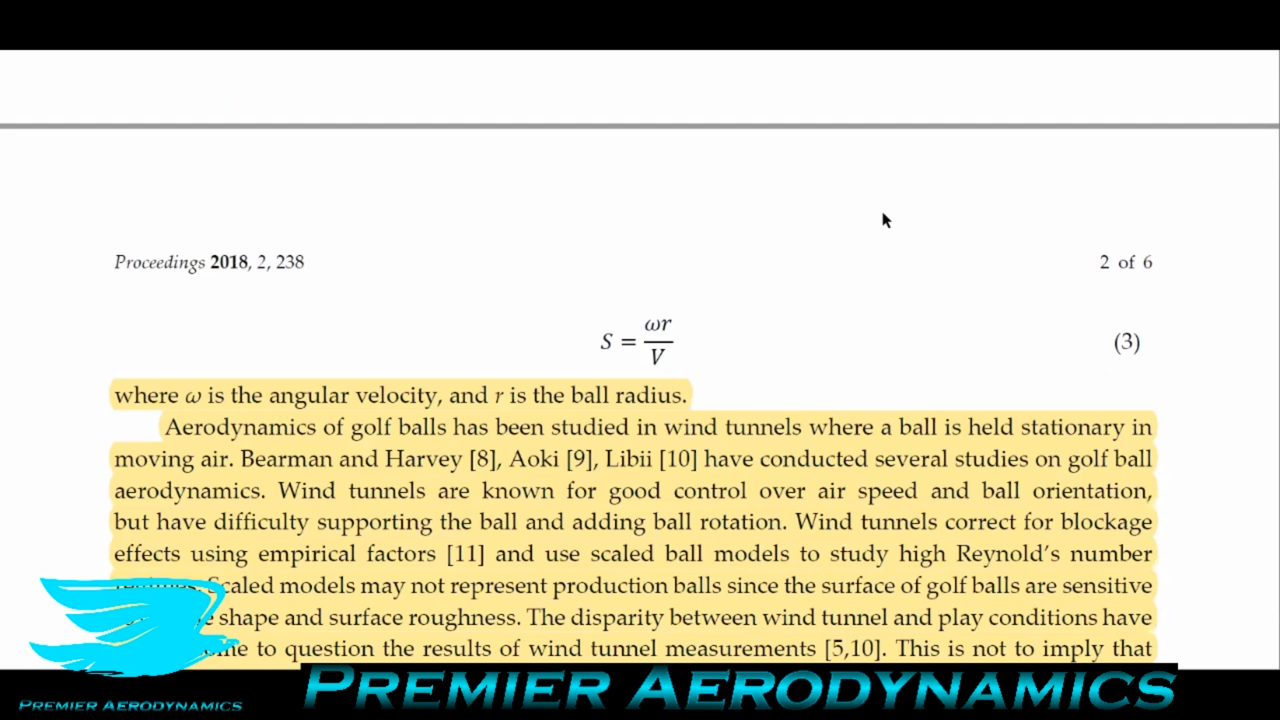 Proceedings 2018, 2, 238
2 of 6
S = ωr/V (3)
where ω is the angular velocity, and r is the ball radius.
Aerodynamics of golf balls has been studied in wind tunnels where a ball is held stationary in
moving air. Bearman and Harvey [8], Aoki [9], Libii [10] have conducted several studies on golf ball
aerodynamics. Wind tunnels are known for good control over air speed and ball orientation,
but have difficulty supporting the ball and adding ball rotation. Wind tunnels correct for blockage
effects using empirical factors [11] and use scaled ball models to study high Reynold's number
Scaled models may not represent production balls since the surface of golf balls are sensitive
shape and surface roughness. The disparity between wind tunnel and play conditions have
to question the results of wind tunnel measurements [5,10]. This is not to imply that
PREMIER AERODYNAMICS
PREMIER AERODYNAMICS